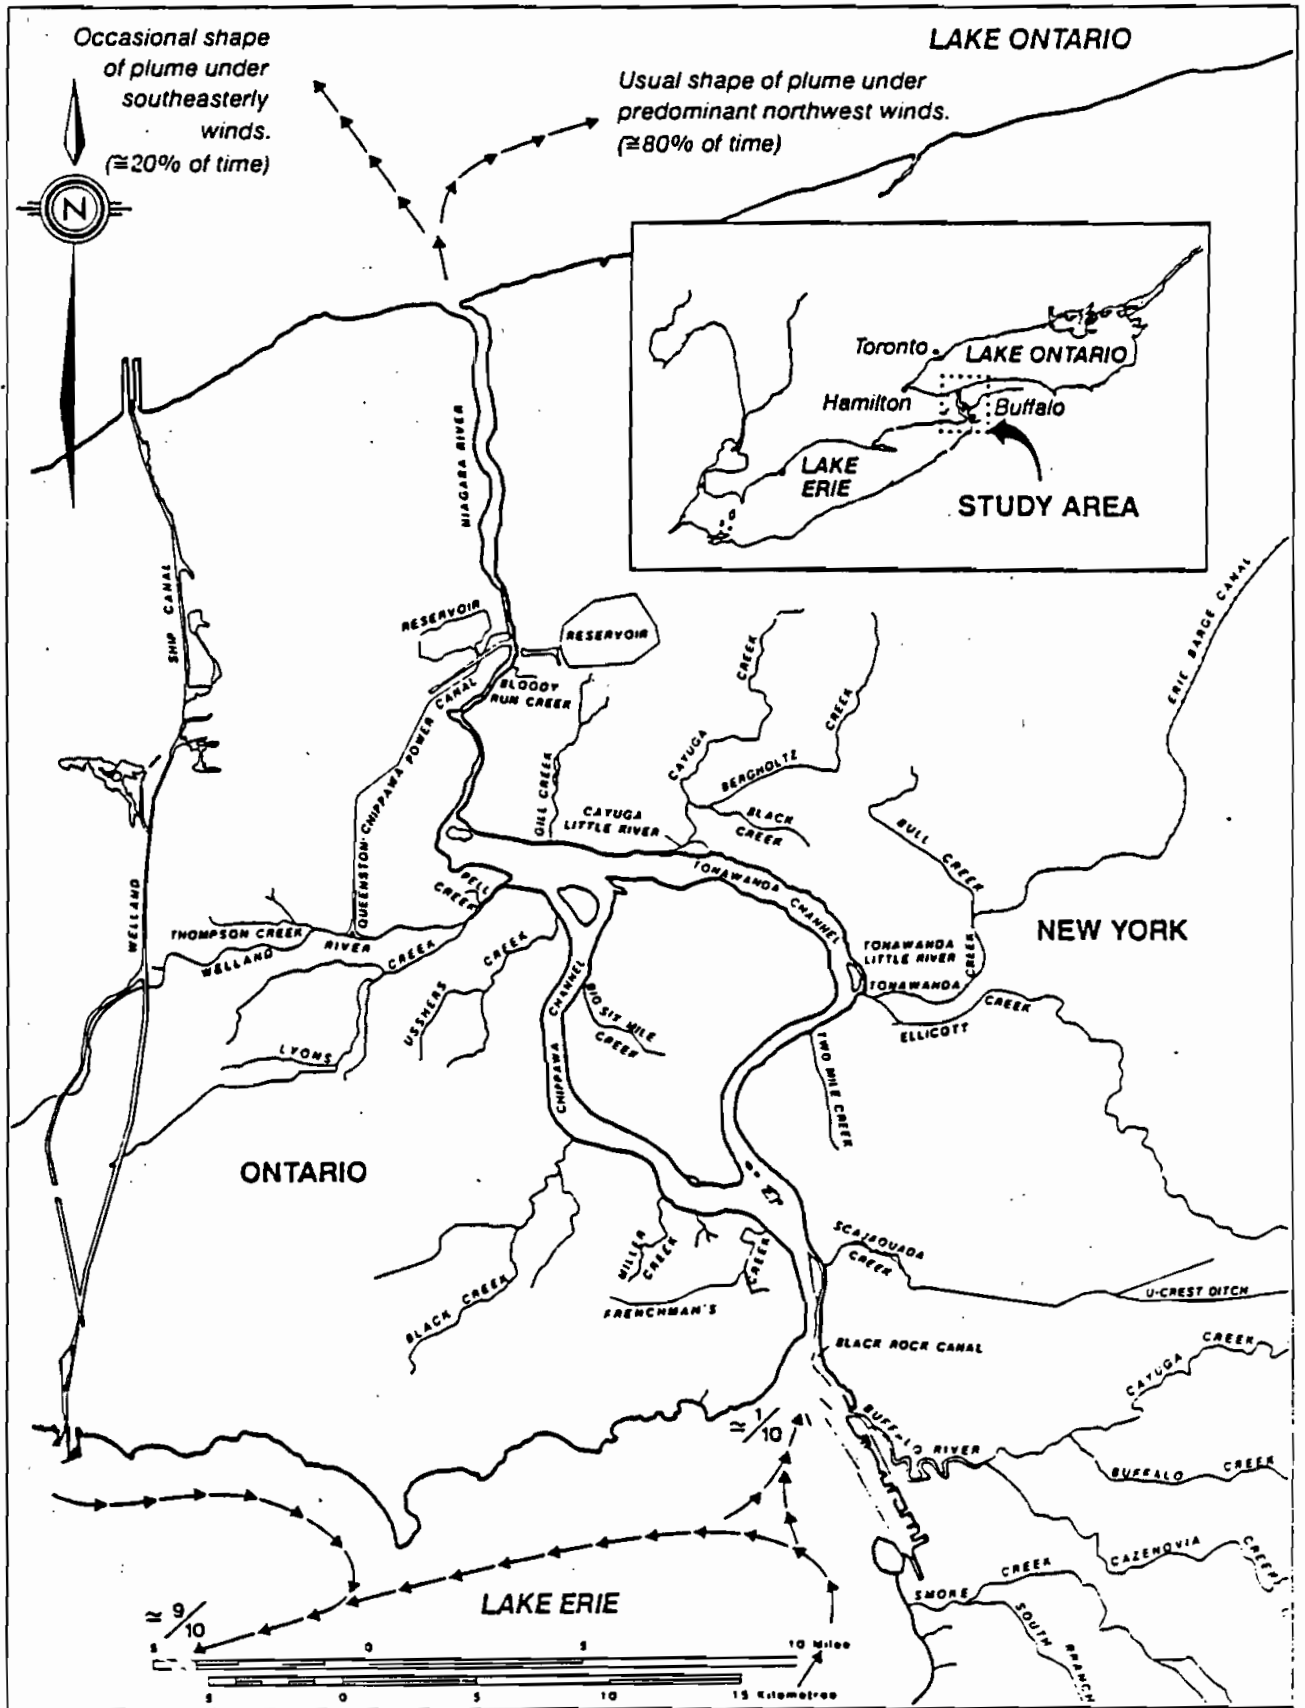 Occasional shape
of plume under
southeasterly
winds.
(≅20% of time)
LAKE ONTARIO
Usual shape of plume under
predominant northwest winds.
(≅80% of time)
N
Toronto
LAKE ONTARIO
Hamilton
Buffalo
LAKE
ERIE
STUDY AREA
NIAGARA RIVER
SHIP CANAL
WELLAND
RESERVOIR
RESERVOIR
BLOODY
RUN CREEK
QUEENSTON-CHIPPAWA POWER CANAL
GILL CREEK
CAYUGA
LITTLE RIVER
CAYUGA
CREEK
BERGHOLTZ
CREEK
BLACK
CREEK
BULL CREEK
ERIE BARGE CANAL
TONAWANDA
CHANNEL
PELL
CREEK
THOMPSON CREEK
WELLAND
RIVER
LYONS
CREEK
USSHERS
CREEK
CHIPPAWA CHANNEL
BIG SIX MILE
CREEK
NEW YORK
TONAWANDA
LITTLE RIVER
TONAWANDA
CREEK
ELLICOTT
CREEK
TWO MILE CREEK
ONTARIO
BLACK CREEK
MILLER
CREEK
FRENCHMAN'S
CREEK
SCAJAQUADA
CREEK
U-CREST DITCH
BLACK ROCK CANAL
CAYUGA
CREEK
BUFFALO RIVER
BUFFALO CREEK
CAZENOVIA
CREEK
SMOKE
CREEK
SOUTH BRANCH
≅ 1/10
≅ 9/10
LAKE ERIE
5 0 5 10 Miles
5 0 5 10 15 Kilometres